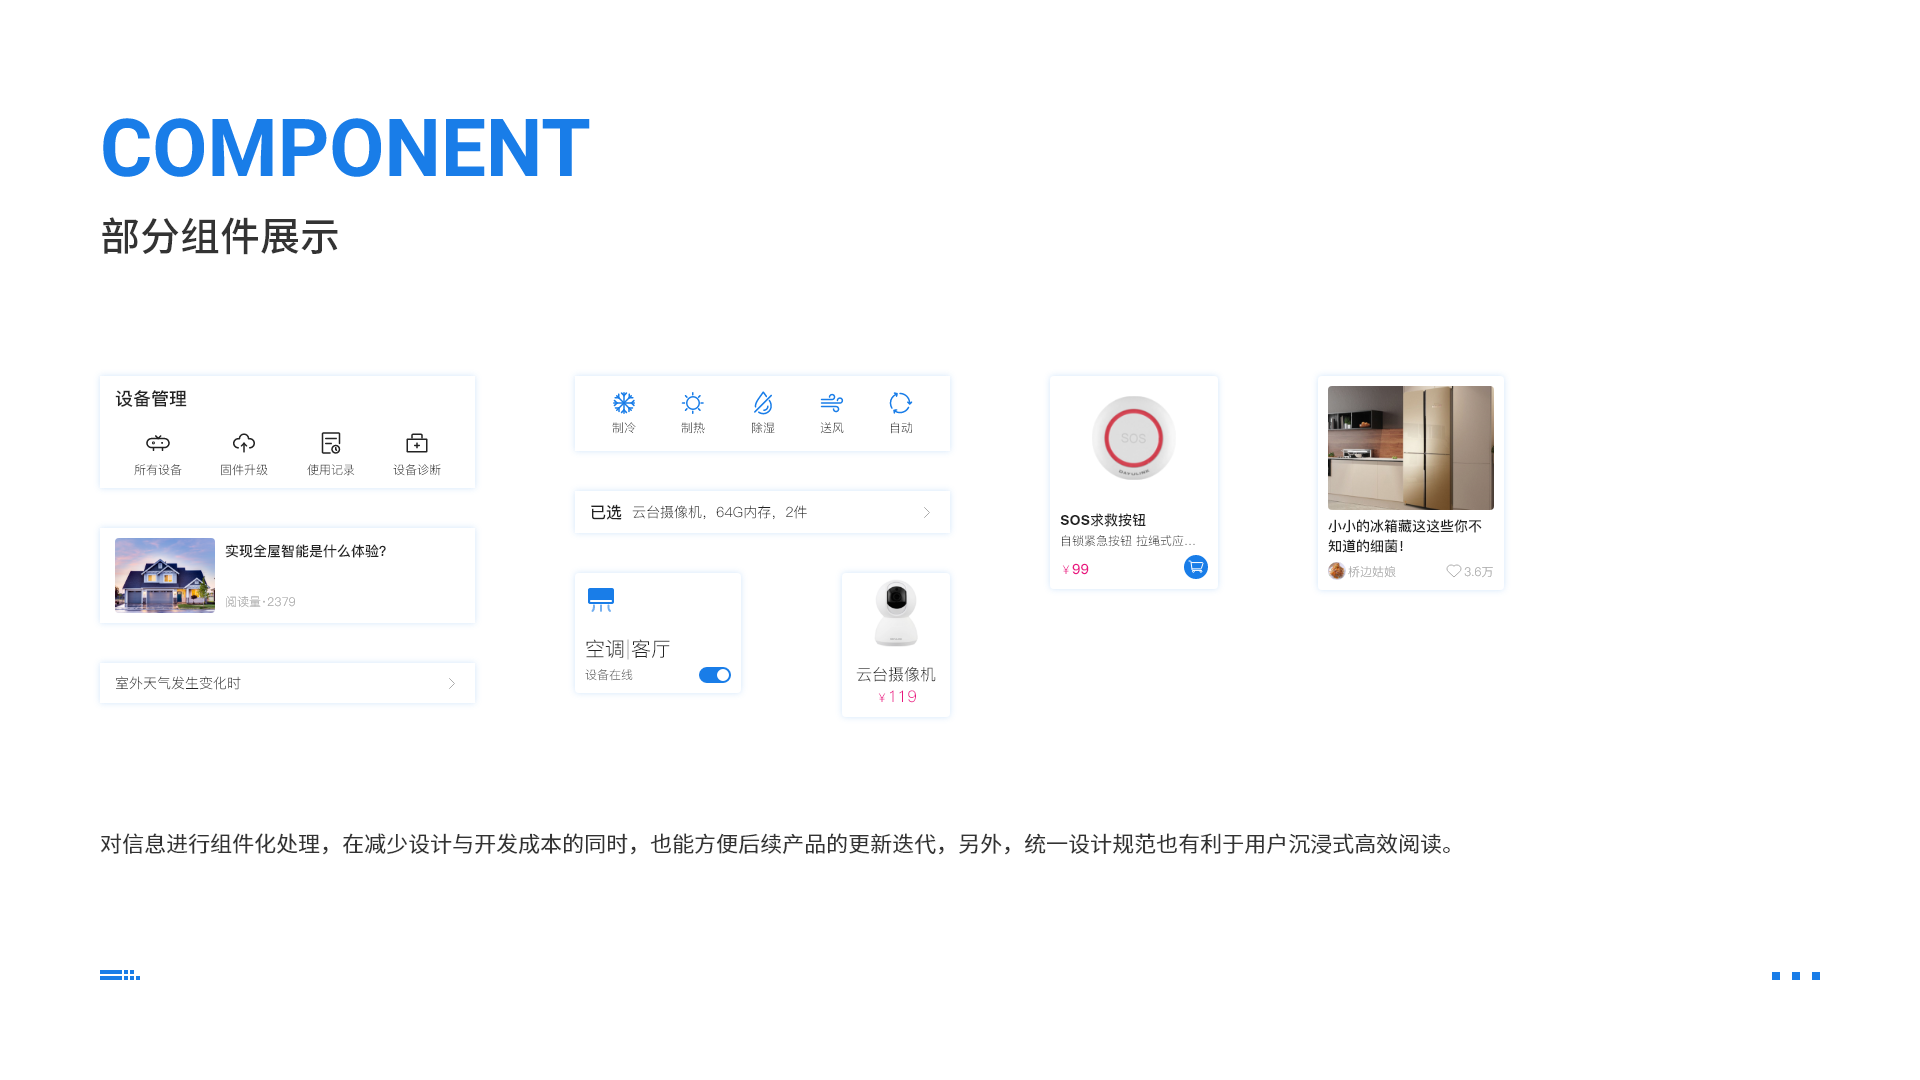 COMPONENT
部分组件展示
设备管理
所有设备
固件升级
使用记录
设备诊断
实现全屋智能是什么体验?
阅读量·2379
室外天气发生变化时
制冷
制热
除湿
送风
自动
已选 云台摄像机，64G内存，2件
空调|客厅
设备在线
云台摄像机
¥119
SOS
SOS求救按钮
自锁紧急按钮 拉绳式应...
¥99
小小的冰箱藏这这些你不
知道的细菌！
桥边姑娘
3.6万
对信息进行组件化处理，在减少设计与开发成本的同时，也能方便后续产品的更新迭代，另外，统一设计规范也有利于用户沉浸式高效阅读。